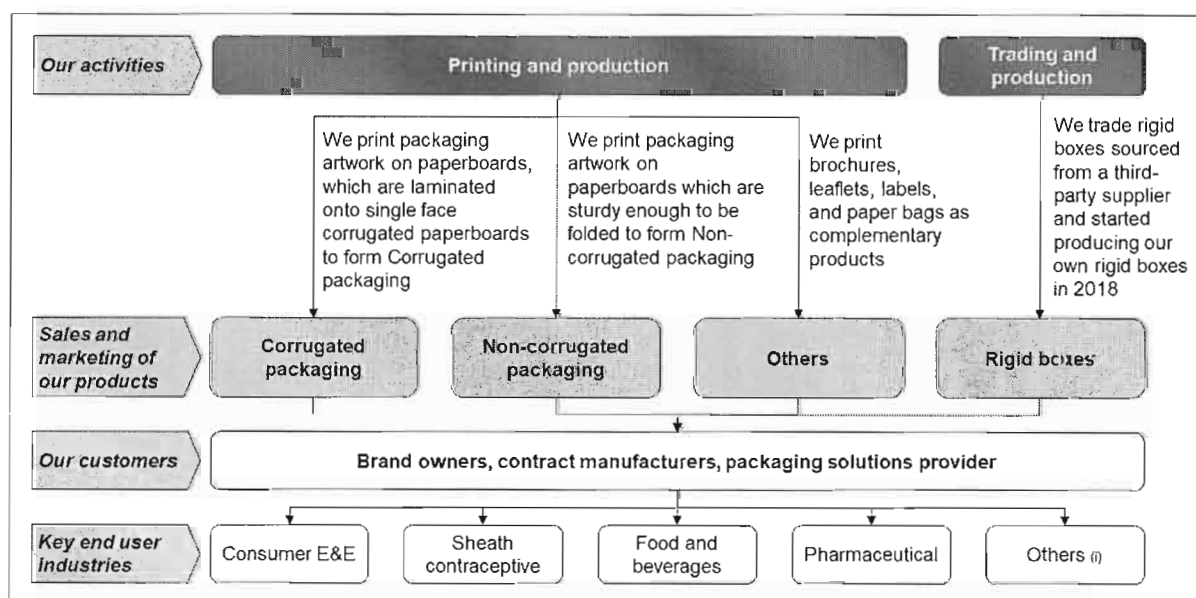 Our activities
Printing and production
Trading and
production
We print packaging
artwork on paperboards,
which are laminated
onto single face
corrugated paperboards
to form Corrugated
packaging
We print packaging
artwork on
paperboards which are
sturdy enough to be
folded to form Non-
corrugated packaging
We print
brochures,
leaflets, labels,
and paper bags as
complementary
products
We trade rigid
boxes sourced
from a third-
party supplier
and started
producing our
own rigid boxes
in 2018
Sales and
marketing of
our products
Corrugated
packaging
Non-corrugated
packaging
Others
Rigid boxes
Our customers
Brand owners, contract manufacturers, packaging solutions provider
Key end user
industries
Consumer E&E
Sheath
contraceptive
Food and
beverages
Pharmaceutical
Others (i)